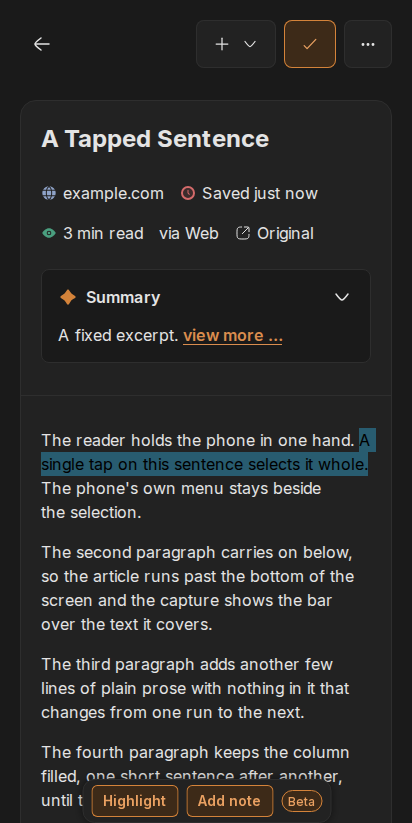 A Tapped Sentence
example.com Saved just now
3 min read via Web Original
Summary
A fixed excerpt. view more ...
The reader holds the phone in one hand. A
single tap on this sentence selects it whole.
The phone's own menu stays beside
the selection.
The second paragraph carries on below,
so the article runs past the bottom of the
screen and the capture shows the bar
over the text it covers.
The third paragraph adds another few
lines of plain prose with nothing in it that
changes from one run to the next.
The fourth paragraph keeps the column
filled, one short sentence after another,
until
Highlight Add note Beta